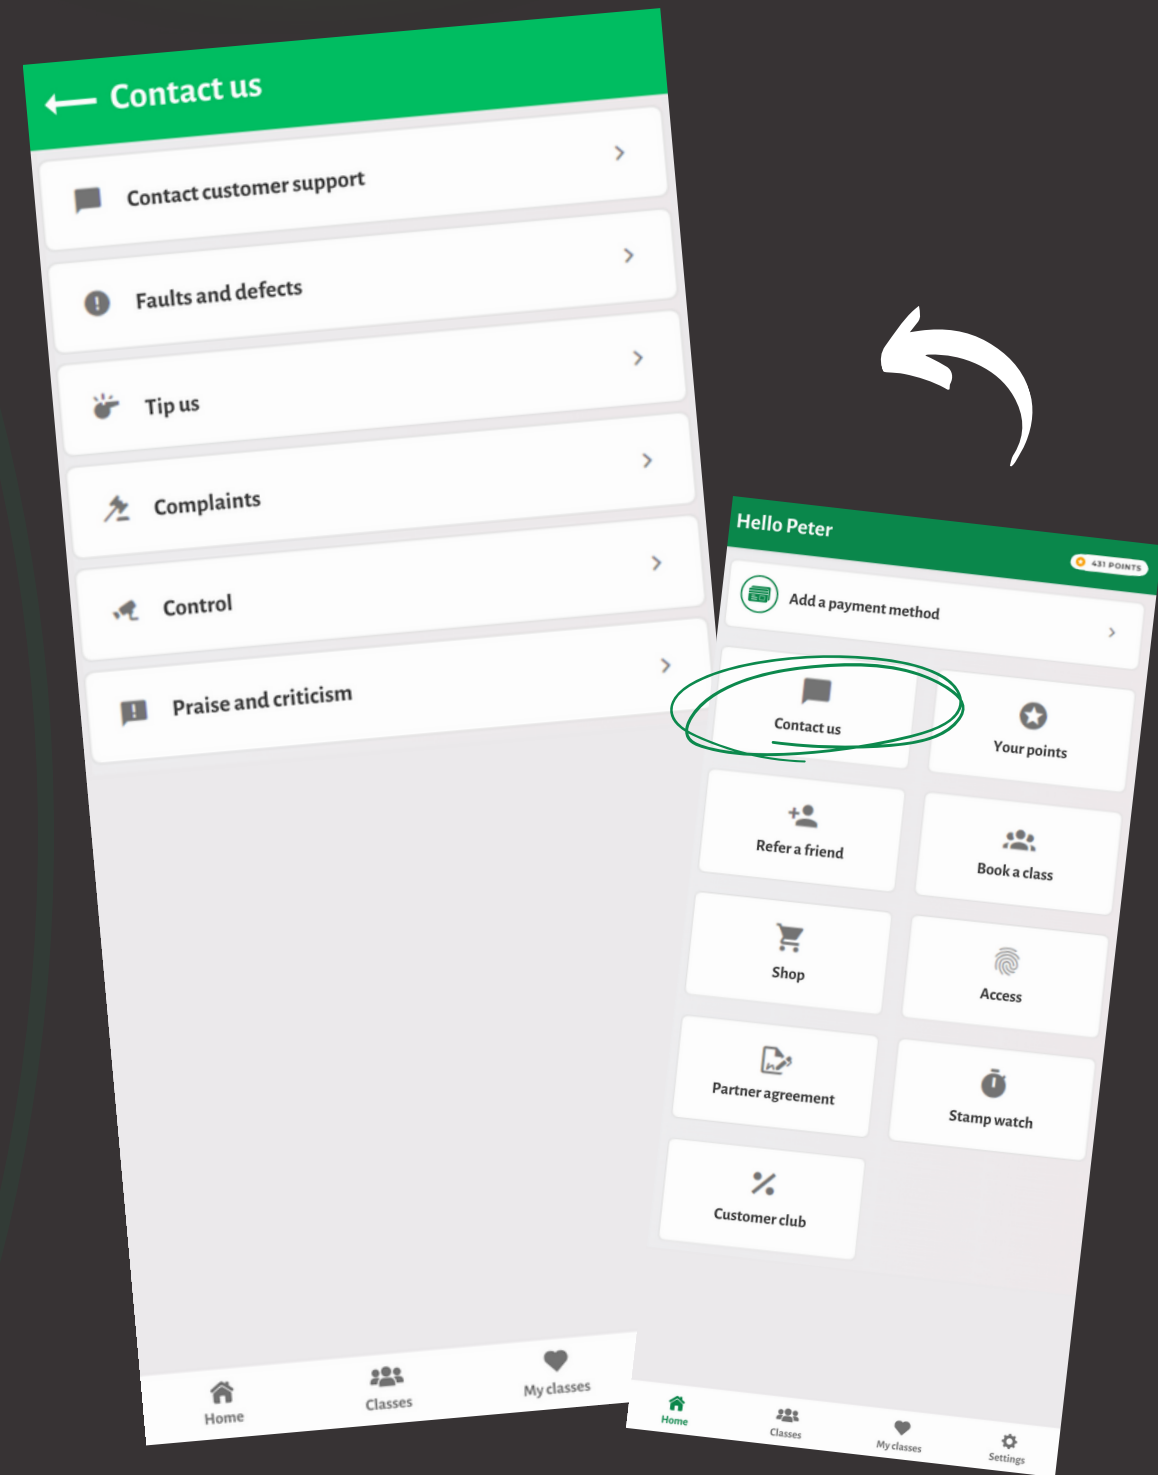 Contact us
Contact customer support
Faults and defects
Tip us
Complaints
Control
Praise and criticism
Home
Classes
My classes
Hello Peter
431 POINTS
Add a payment method
Contact us
Your points
Refer a friend
Book a class
Shop
Access
Partner agreement
Stamp watch
Customer club
Home
Classes
My classes
Settings